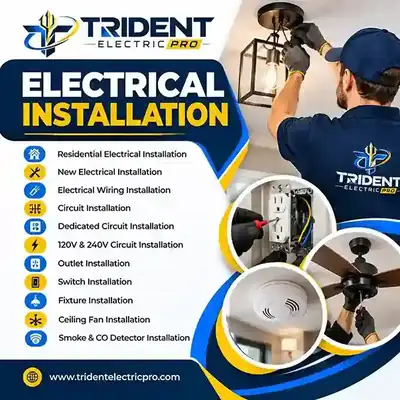 TRIDENT
ELECTRIC PRO
ELECTRICAL
INSTALLATION
Residential Electrical Installation
New Electrical Installation
Electrical Wiring Installation
Circuit Installation
Dedicated Circuit Installation
120V & 240V Circuit Installation
Outlet Installation
Switch Installation
Fixture Installation
Ceiling Fan Installation
Smoke & CO Detector Installation
www.tridentelectricpro.com
TRIDENT
ELECTRIC PRO